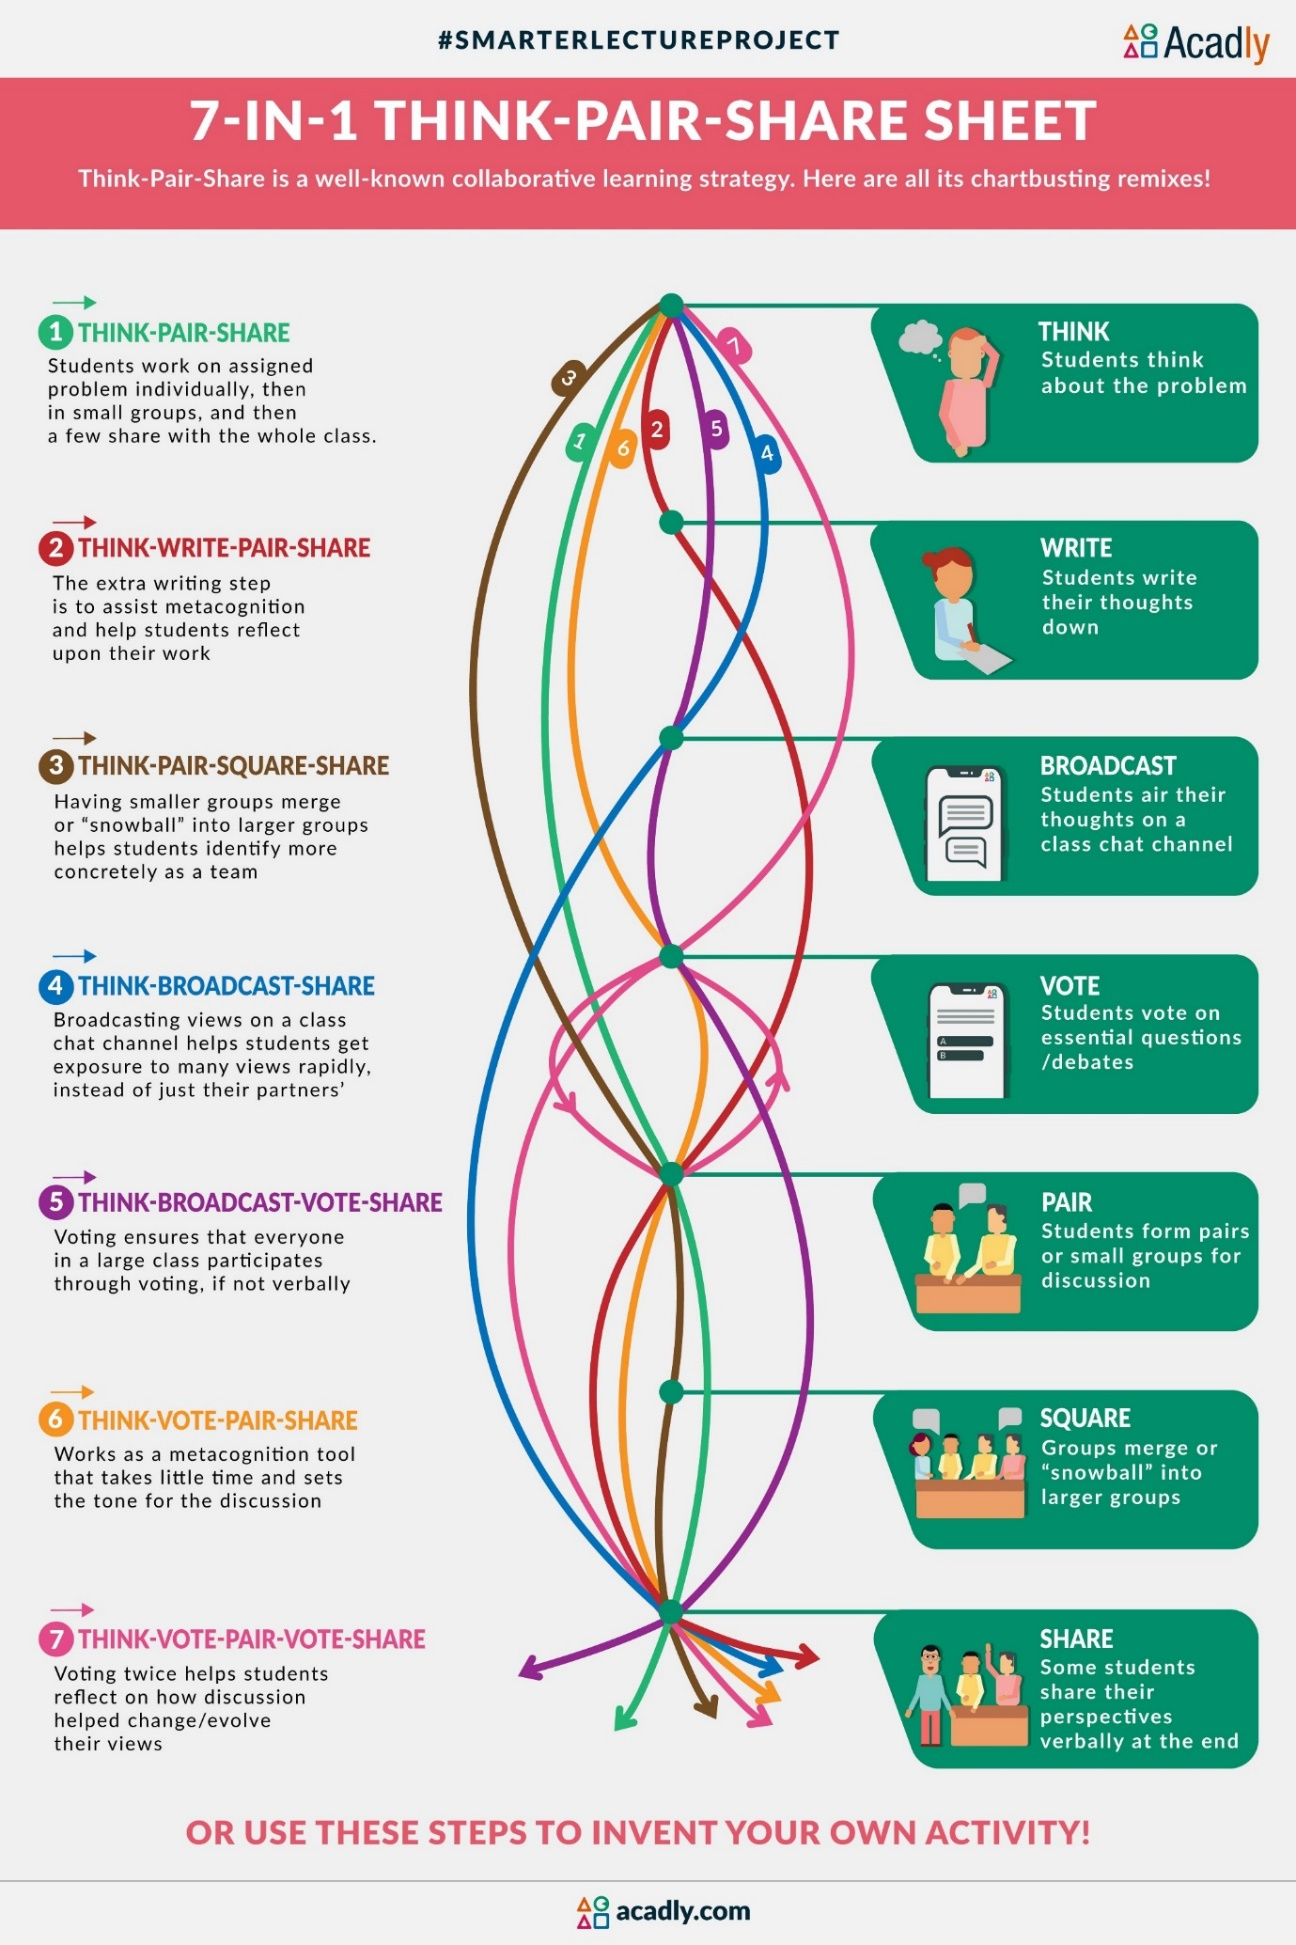 #SMARTERLECTUREPROJECT
Acadly
7-IN-1 THINK-PAIR-SHARE SHEET
Think-Pair-Share is a well-known collaborative learning strategy. Here are all its chartbusting remixes!
1 THINK-PAIR-SHARE
Students work on assigned
problem individually, then
in small groups, and then
a few share with the whole class.
2 THINK-WRITE-PAIR-SHARE
The extra writing step
is to assist metacognition
and help students reflect
upon their work
3 THINK-PAIR-SQUARE-SHARE
Having smaller groups merge
or “snowball” into larger groups
helps students identify more
concretely as a team
4 THINK-BROADCAST-SHARE
Broadcasting views on a class
chat channel helps students get
exposure to many views rapidly,
instead of just their partners’
5 THINK-BROADCAST-VOTE-SHARE
Voting ensures that everyone
in a large class participates
through voting, if not verbally
6 THINK-VOTE-PAIR-SHARE
Works as a metacognition tool
that takes little time and sets
the tone for the discussion
7 THINK-VOTE-PAIR-VOTE-SHARE
Voting twice helps students
reflect on how discussion
helped change/evolve
their views
3
1
6
2
5
4
7
THINK
Students think
about the problem
WRITE
Students write
their thoughts
down
BROADCAST
Students air their
thoughts on a
class chat channel
VOTE
Students vote on
essential questions
/debates
A
B
PAIR
Students form pairs
or small groups for
discussion
SQUARE
Groups merge or
“snowball” into
larger groups
SHARE
Some students
share their
perspectives
verbally at the end
OR USE THESE STEPS TO INVENT YOUR OWN ACTIVITY!
acadly.com